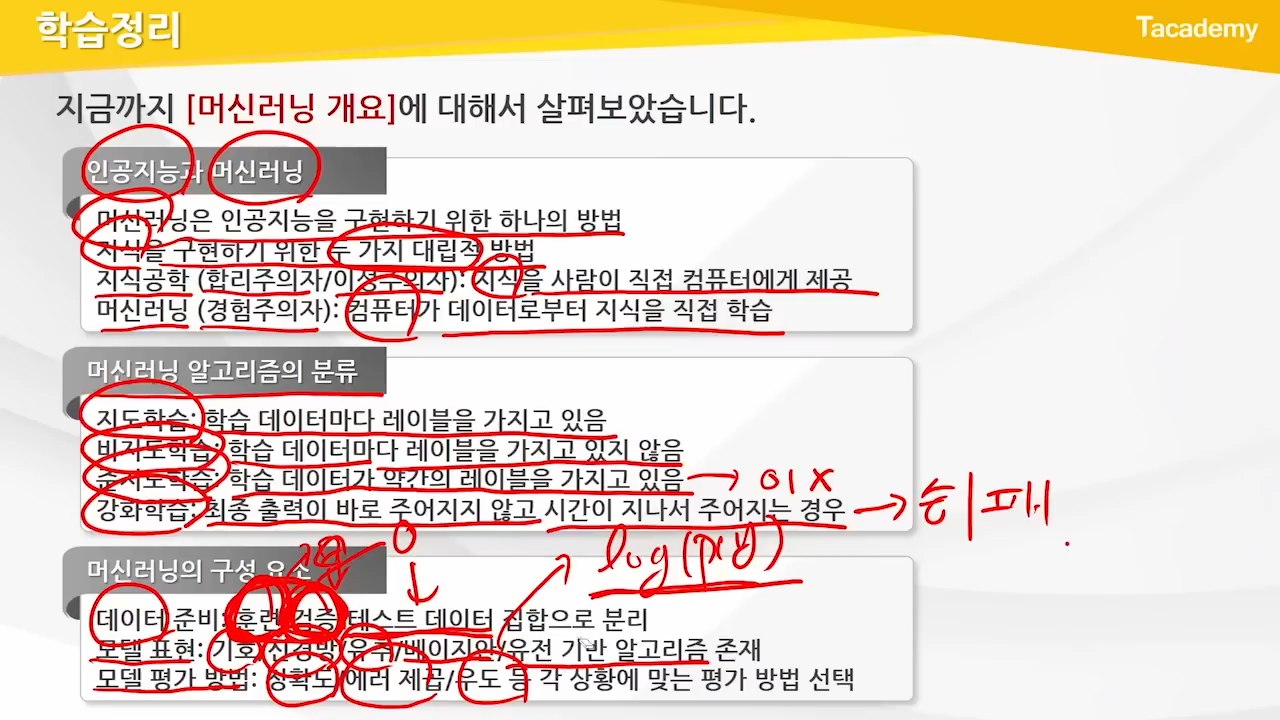 학습정리
Tacademy
지금까지 [머신러닝 개요]에 대해서 살펴보았습니다.
인공지능과 머신러닝
머신러닝은 인공지능을 구현하기 위한 하나의 방법
지식을 구현하기 위한 두 가지 대립적 방법
지식공학 (합리주의자/이성주의자): 지식을 사람이 직접 컴퓨터에게 제공
머신러닝 (경험주의자): 컴퓨터가 데이터로부터 지식을 직접 학습
머신러닝 알고리즘의 분류
지도학습: 학습 데이터마다 레이블을 가지고 있음
비지도학습: 학습 데이터마다 레이블을 가지고 있지 않음
준지도학습: 학습 데이터가 약간의 레이블을 가지고 있음 → O | X
강화학습: 최종 출력이 바로 주어지지 않고 시간이 지나서 주어지는 경우 → 승 | 패
머신러닝의 구성 요소
데이터 준비: 훈련/검증/테스트 데이터 집합으로 분리
모델 표현: 기호/신경망/유추/베이지안/유전 기반 알고리즘 존재
모델 평가 방법: 정확도/에러 제곱/우도 등 각 상황에 맞는 평가 방법 선택